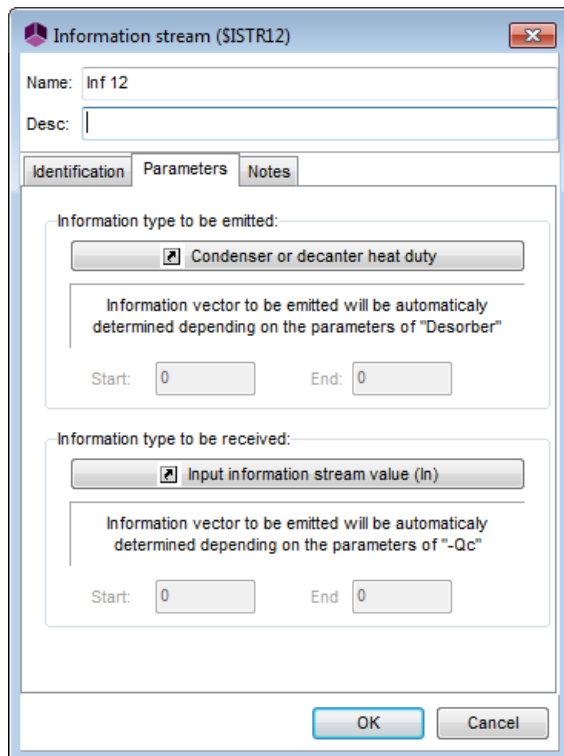 Information stream ($ISTR12)
Name: Inf 12
Desc:
Identification Parameters Notes
Information type to be emitted:
Condenser or decanter heat duty
Information vector to be emitted will be automaticaly
determined depending on the parameters of "Desorber"
Start: 0 End: 0
Information type to be received:
Input information stream value (In)
Information vector to be emitted will be automaticaly
determined depending on the parameters of "-Qc"
Start: 0 End 0
OK Cancel